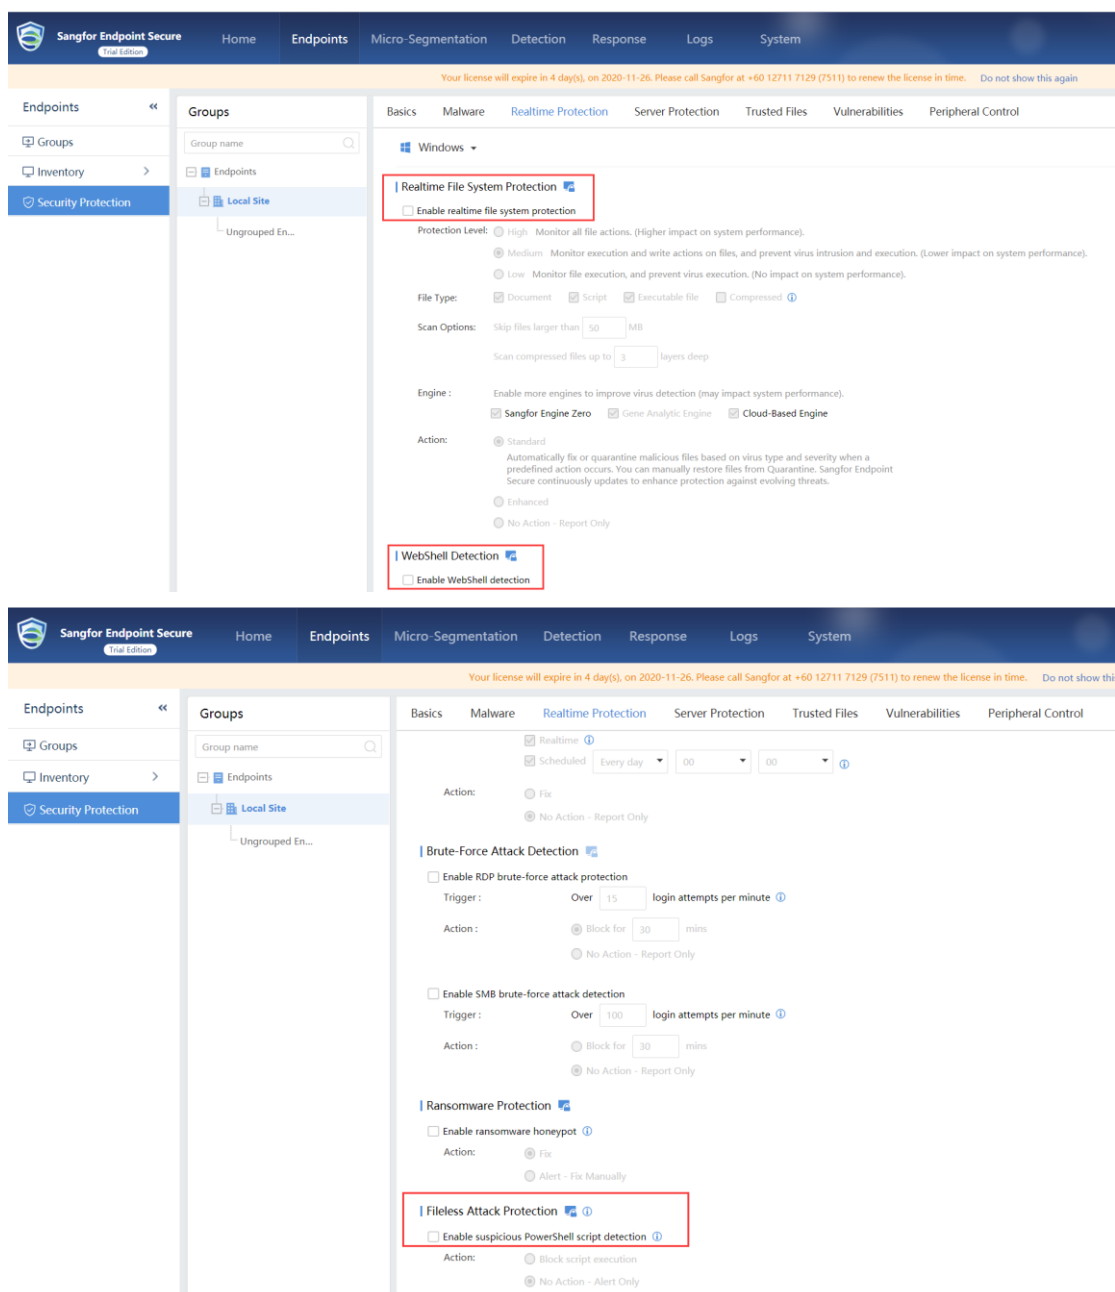 Sangfor Endpoint Secure
Trial Edition
Home Endpoints Micro-Segmentation Detection Response Logs System
Your license will expire in 4 day(s), on 2020-11-26. Please call Sangfor at +60 12711 7129 (7511) to renew the license in time. Do not show this again
Endpoints «
Groups
Inventory >
Security Protection
Groups
Group name
Endpoints
Local Site
Ungrouped En...
Basics Malware Realtime Protection Server Protection Trusted Files Vulnerabilities Peripheral Control
Windows
Realtime File System Protection
Enable realtime file system protection
Protection Level: High Monitor all file actions. (Higher impact on system performance).
Medium Monitor execution and write actions on files, and prevent virus intrusion and execution. (Lower impact on system performance).
Low Monitor file execution, and prevent virus execution. (No impact on system performance).
File Type: Document Script Executable file Compressed
Scan Options: Skip files larger than 50 MB
Scan compressed files up to 3 layers deep
Engine : Enable more engines to improve virus detection (may impact system performance).
Sangfor Engine Zero Gene Analytic Engine Cloud-Based Engine
Action: Standard
Automatically fix or quarantine malicious files based on virus type and severity when a
predefined action occurs. You can manually restore files from Quarantine. Sangfor Endpoint
Secure continuously updates to enhance protection against evolving threats.
Enhanced
No Action - Report Only
WebShell Detection
Enable WebShell detection
Sangfor Endpoint Secure
Trial Edition
Home Endpoints Micro-Segmentation Detection Response Logs System
Your license will expire in 4 day(s), on 2020-11-26. Please call Sangfor at +60 12711 7129 (7511) to renew the license in time. Do not show thi
Endpoints «
Groups
Inventory >
Security Protection
Groups
Group name
Endpoints
Local Site
Ungrouped En...
Basics Malware Realtime Protection Server Protection Trusted Files Vulnerabilities Peripheral Control
Realtime
Scheduled Every day 00 00
Action: Fix
No Action - Report Only
Brute-Force Attack Detection
Enable RDP brute-force attack protection
Trigger : Over 15 login attempts per minute
Action : Block for 30 mins
No Action - Report Only
Enable SMB brute-force attack detection
Trigger : Over 100 login attempts per minute
Action : Block for 30 mins
No Action - Report Only
Ransomware Protection
Enable ransomware honeypot
Action: Fix
Alert - Fix Manually
Fileless Attack Protection
Enable suspicious PowerShell script detection
Action: Block script execution
No Action - Alert Only